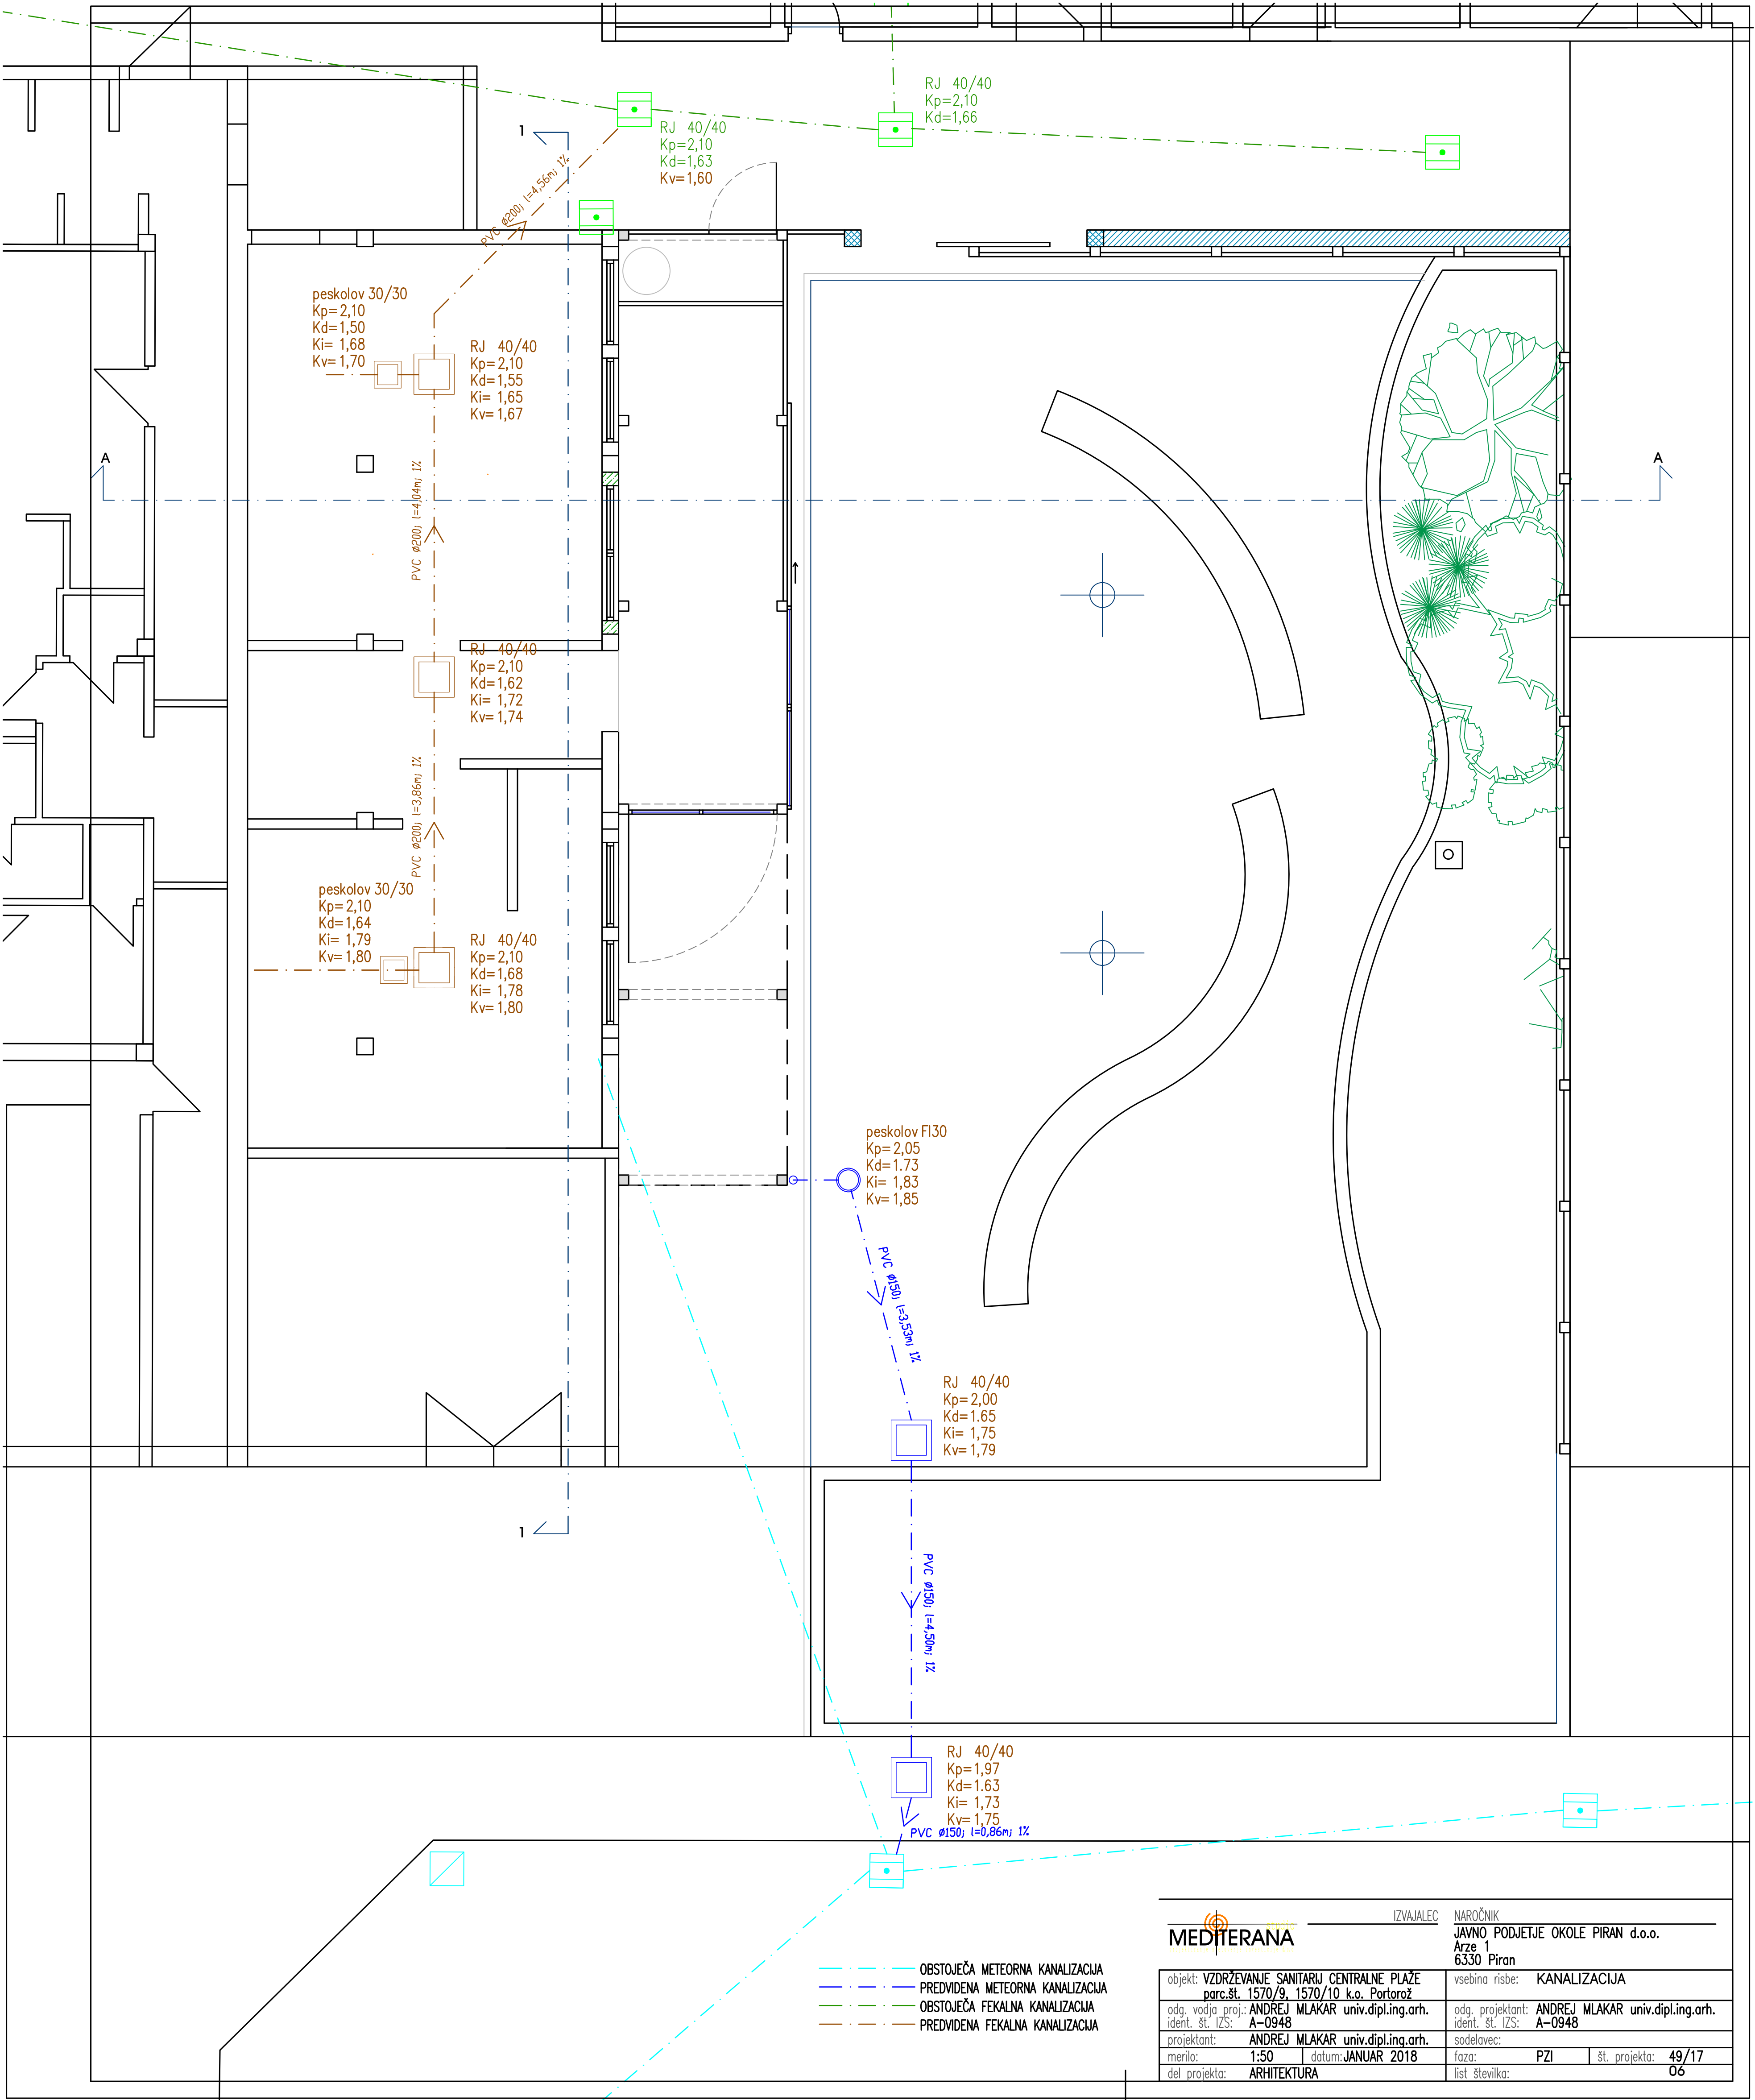 RJ 40/40
Kp=2,10
Kd=1,66
1
RJ 40/40
Kp=2,10
Kd=1,63
Kv=1,60
PVC ø200; l=4,56m; 1%
peskolov 30/30
Kp=2,10
Kd=1,50
Ki= 1,68
Kv=1,70
RJ 40/40
Kp=2,10
Kd=1,55
Ki= 1,65
Kv= 1,67
A
A
PVC ø200; l=4,04m; 1%
RJ 40/40
Kp=2,10
Kd=1,62
Ki= 1,72
Kv= 1,74
PVC ø200; l=3,86m; 1%
peskolov 30/30
Kp=2,10
Kd=1,64
Ki= 1,79
Kv= 1,80
RJ 40/40
Kp=2,10
Kd=1,68
Ki= 1,78
Kv= 1,80
peskolov FI30
Kp=2,05
Kd=1.73
Ki= 1,83
Kv= 1,85
PVC ø150; l=3,53m; 1%
RJ 40/40
Kp=2,00
Kd=1.65
Ki= 1,75
Kv= 1,79
1
PVC ø150; l=4,50m; 1%
RJ 40/40
Kp=1,97
Kd=1.63
Ki= 1,73
Kv= 1,75
PVC ø150; l=0,86m; 1%
OBSTOJEČA METEORNA KANALIZACIJA
PREDVIDENA METEORNA KANALIZACIJA
OBSTOJEČA FEKALNA KANALIZACIJA
PREDVIDENA FEKALNA KANALIZACIJA
MEDITERANA
IZVAJALEC
NAROČNIK
JAVNO PODJETJE OKOLE PIRAN d.o.o.
Arze 1
6330 Piran
objekt: VZDRŽEVANJE SANITARIJ CENTRALNE PLAŽE
parc.št. 1570/9, 1570/10 k.o. Portorož
vsebina risbe: KANALIZACIJA
odg. vodja proj.: ANDREJ MLAKAR univ.dipl.ing.arh.
ident. št. IZS: A-0948
odg. projektant: ANDREJ MLAKAR univ.dipl.ing.arh.
ident. št. IZS: A-0948
projektant: ANDREJ MLAKAR univ.dipl.ing.arh.
sodelavec:
merilo: 1:50 datum: JANUAR 2018
faza: PZI št. projekta: 49/17
del projekta: ARHITEKTURA
list številka: 06